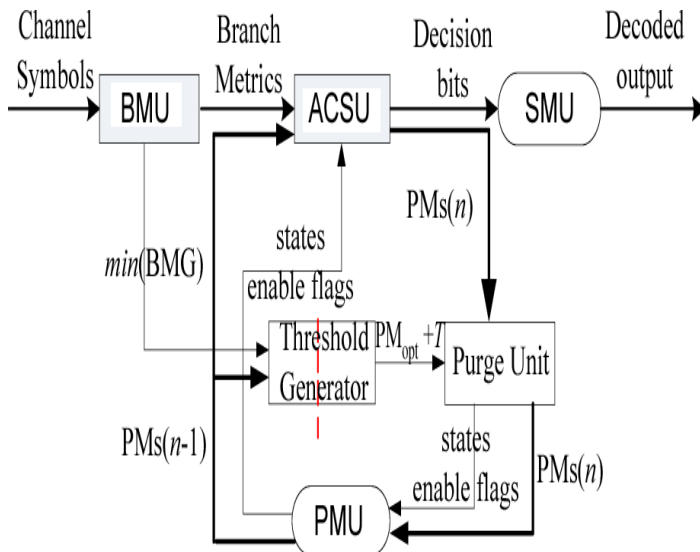 Channel
Symbols
Branch
Metrics
Decision
bits
Decoded
output
BMU
ACSU
SMU
PMs(n)
min(BMG)
states
enable flags
Threshold
Generator
PMopt +T
Purge Unit
PMs(n-1)
states
enable flags
PMs(n)
PMU